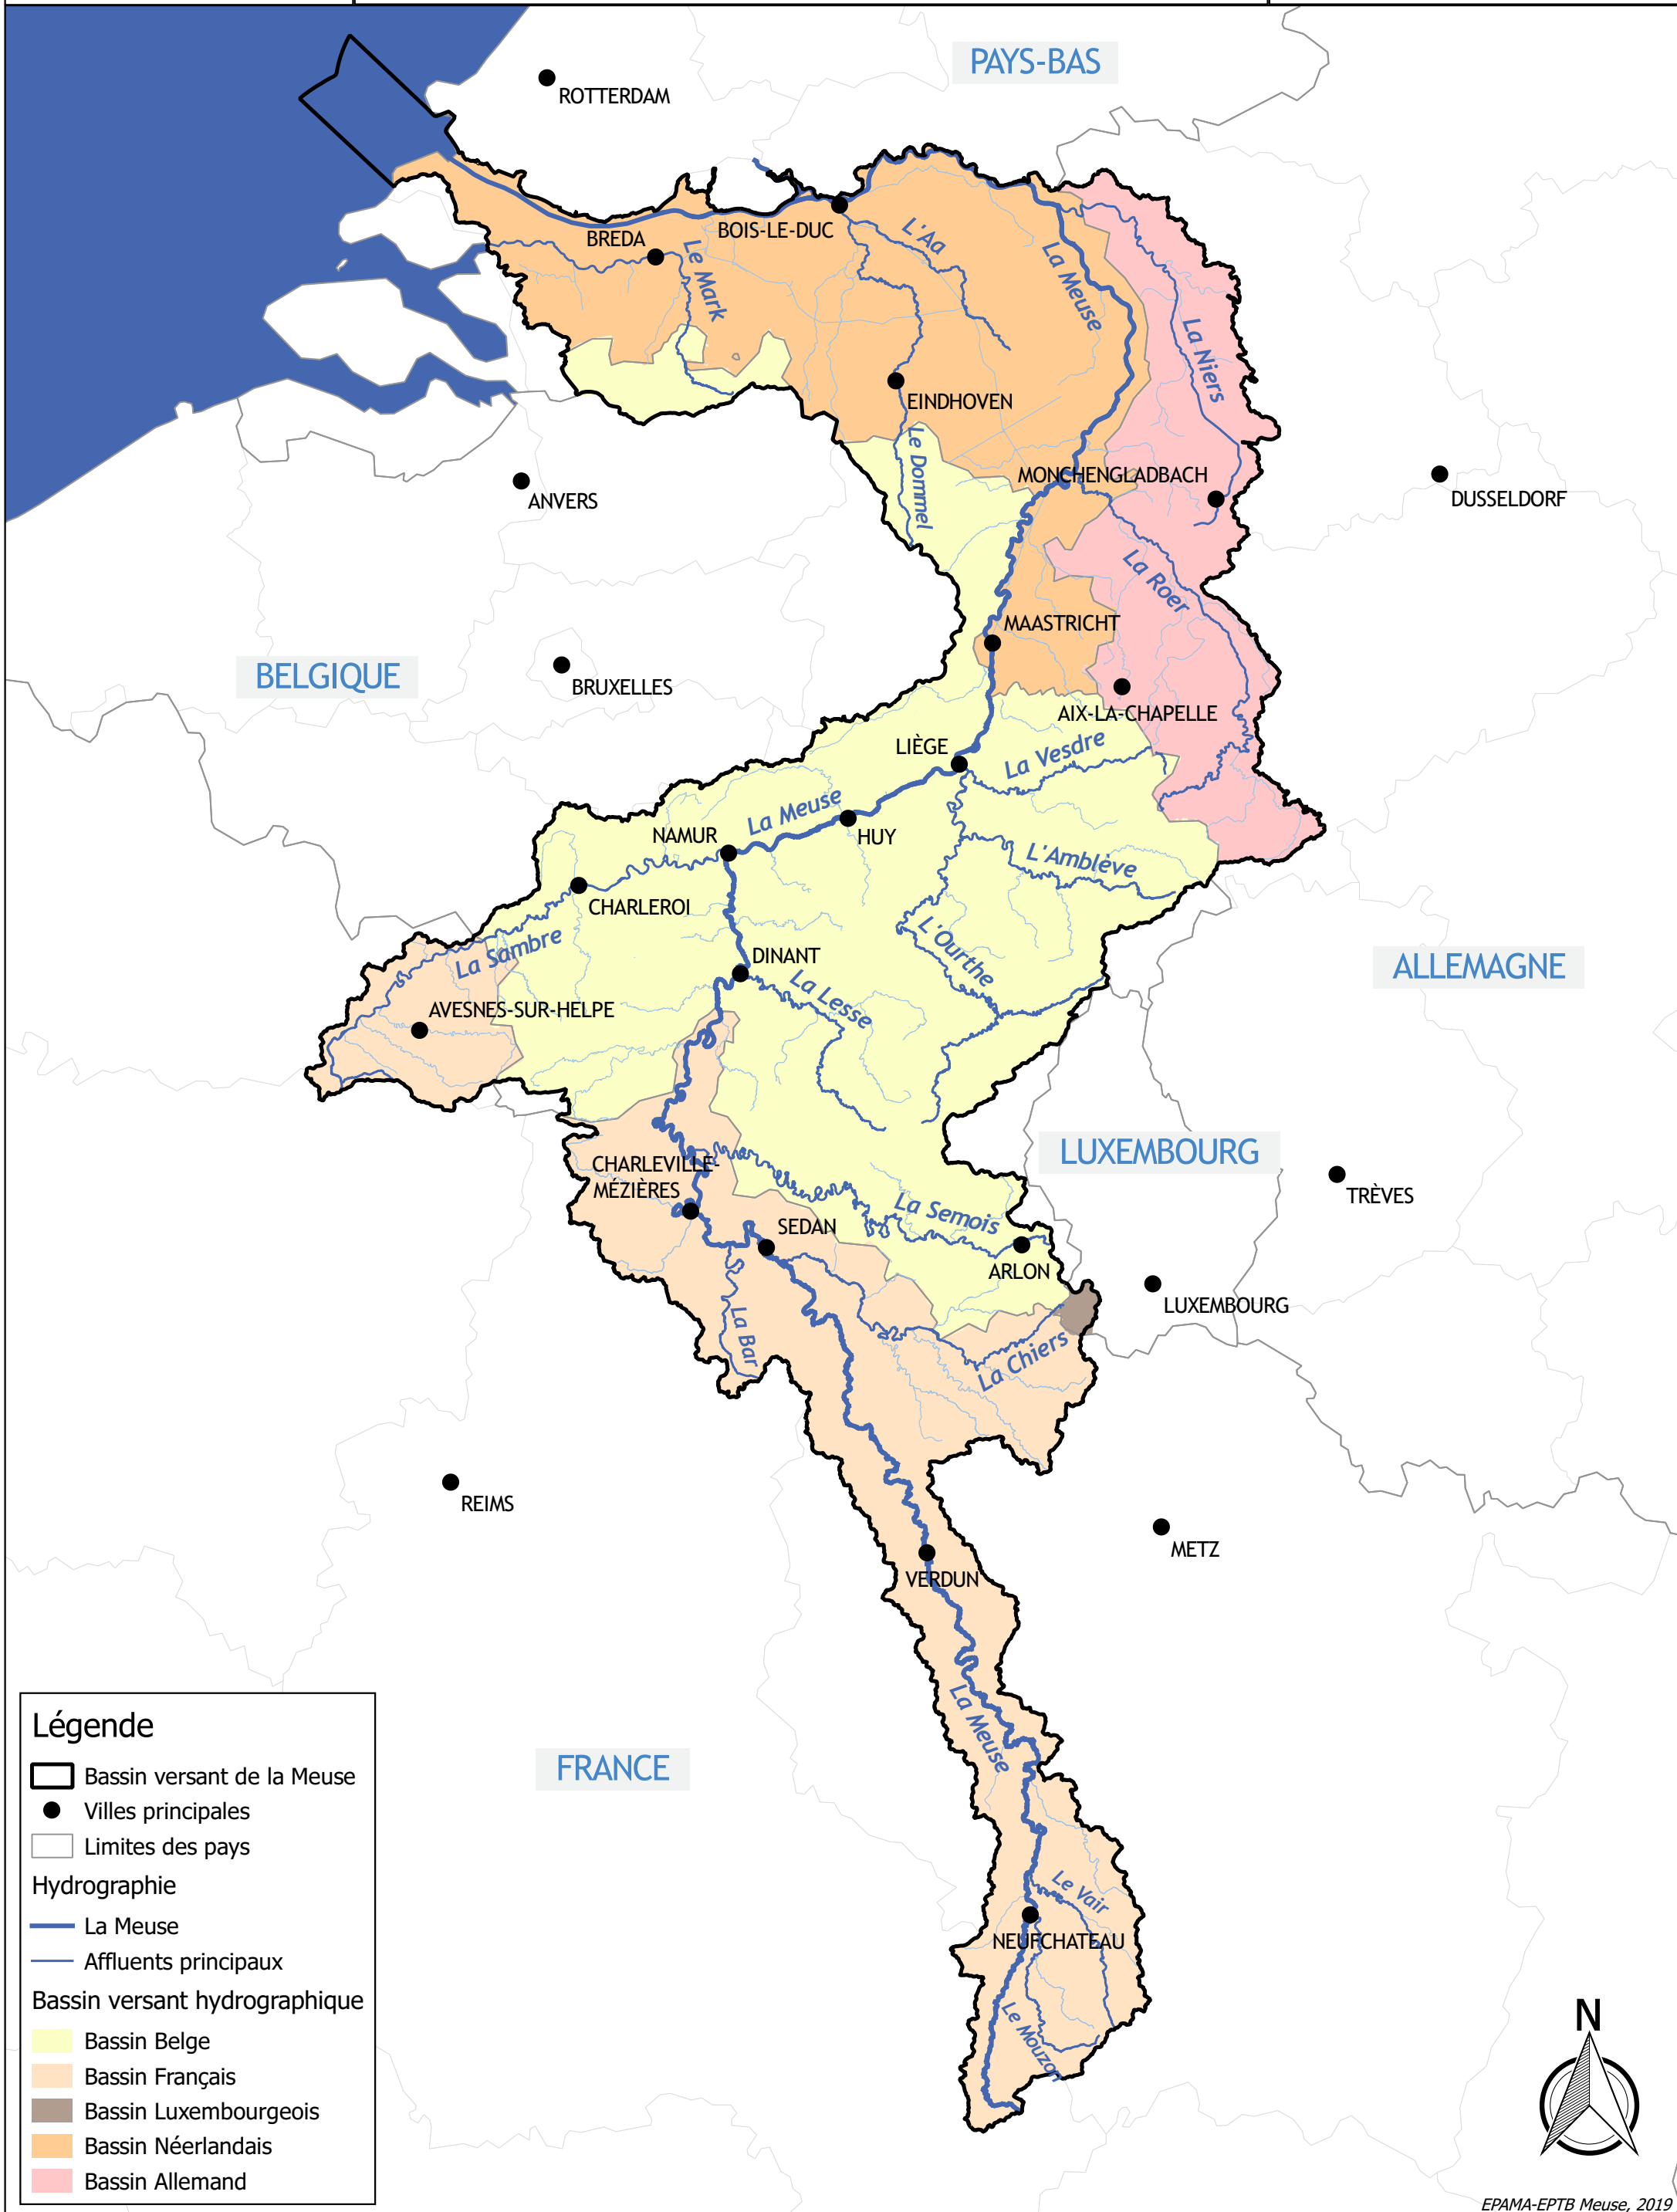 PAYS-BAS
ROTTERDAM
BREDA
BOIS-LE-DUC
L'Aa
Le Mark
La Meuse
La Niers
EINDHOVEN
Le Dommel
MONCHENGLADBACH
ANVERS
DUSSELDORF
La Roer
MAASTRICHT
BELGIQUE
BRUXELLES
AIX-LA-CHAPELLE
LIÈGE
La Vesdre
La Meuse
NAMUR
HUY
L'Amblève
CHARLEROI
La Sambre
L'Ourthe
DINANT
La Lesse
ALLEMAGNE
AVESNES-SUR-HELPE
LUXEMBOURG
CHARLEVILLE-
MÉZIÈRES
TRÈVES
La Semois
SEDAN
ARLON
LUXEMBOURG
La Bar
La Chiers
REIMS
METZ
VERDUN
La Meuse
FRANCE
Le Vair
NEUFCHATEAU
Le Mouzon
Légende
Bassin versant de la Meuse
Villes principales
Limites des pays
Hydrographie
La Meuse
Affluents principaux
Bassin versant hydrographique
Bassin Belge
Bassin Français
Bassin Luxembourgeois
Bassin Néerlandais
Bassin Allemand
N
EPAMA-EPTB Meuse, 2019